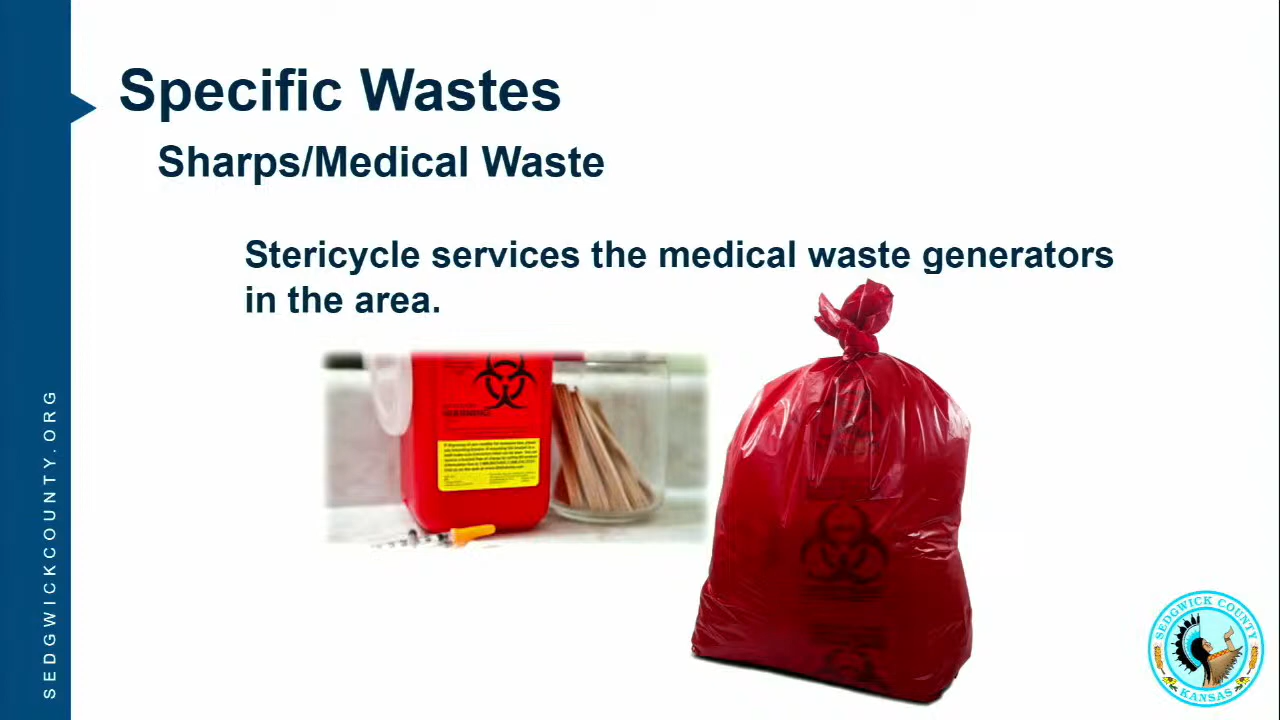 Specific Wastes
Sharps/Medical Waste
Stericycle services the medical waste generators
in the area.
SEDGWICKCOUNTY.ORG
SEDGWICK COUNTY
KANSAS